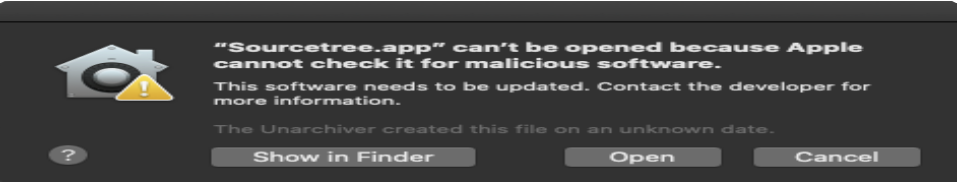 “Sourcetree.app” can’t be opened because Apple
cannot check it for malicious software.
This software needs to be updated. Contact the developer for
more information.
The Unarchiver created this file on an unknown date.
? Show in Finder Open Cancel